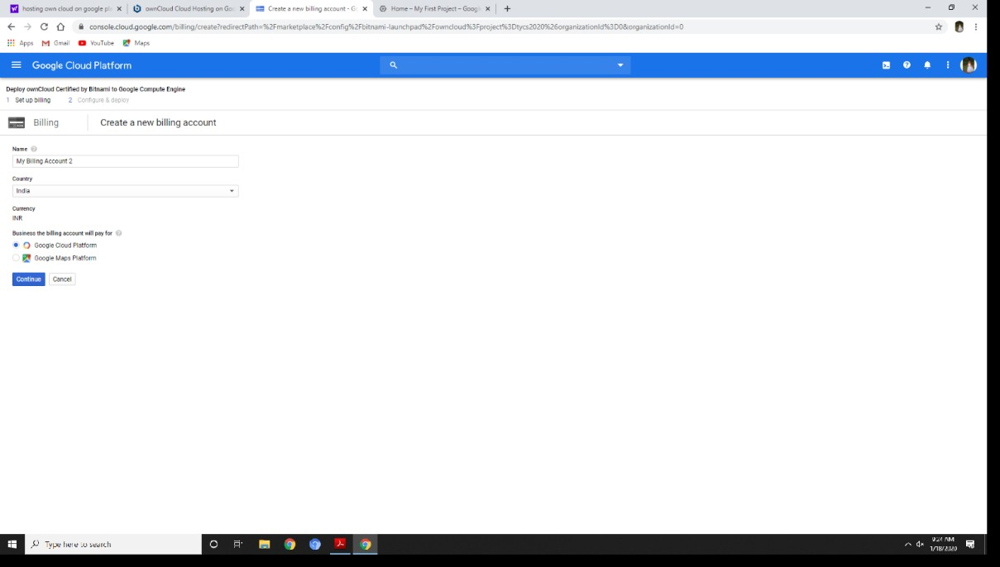 hosting own cloud on google pl
ownCloud Cloud Hosting on Go
Create a new billing account - G
Home – My First Project – Googl
console.cloud.google.com/billing/create?redirectPath=%2Fmarketplace%2Fconfig%2Fbitnami-launchpad%2Fowncloud%3Fproject%3Dtycs2020%26organizationId%3D0&organizationId=0
Apps Gmail YouTube Maps
Google Cloud Platform
Deploy ownCloud Certified by Bitnami to Google Compute Engine
1 Set up billing 2 Configure & deploy
Billing Create a new billing account
Name
My Billing Account 2
Country
India
Currency
INR
Business the billing account will pay for
Google Cloud Platform
Google Maps Platform
Continue Cancel
Type here to search
9:24 AM
1/18/2020